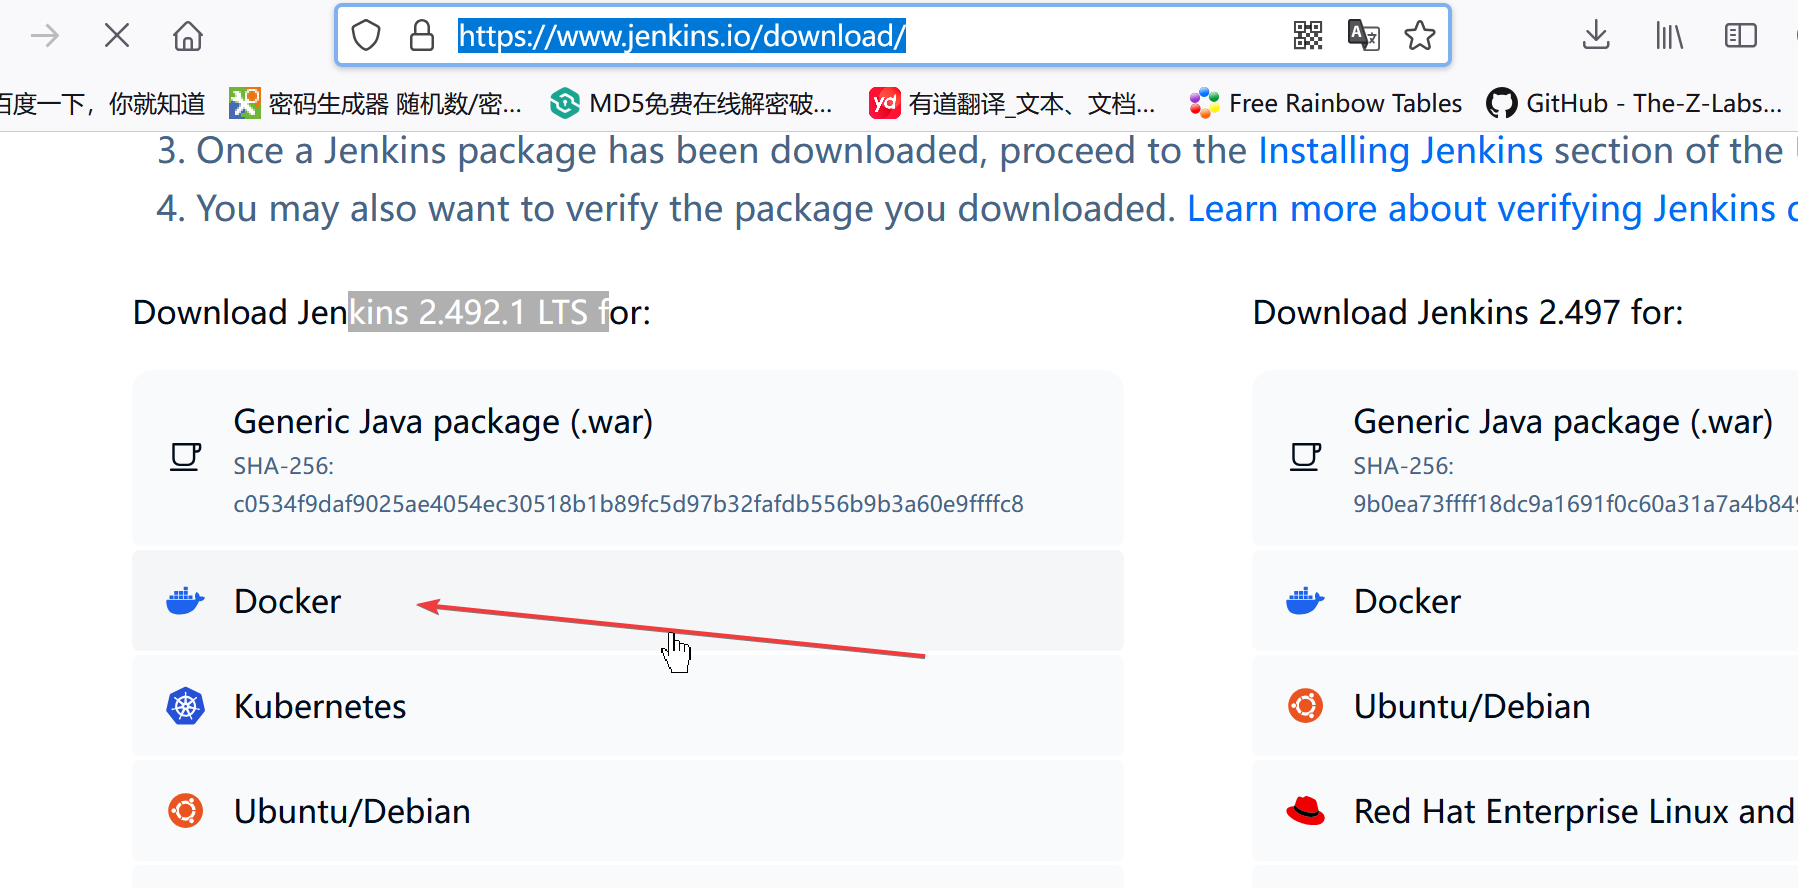 https://www.jenkins.io/download/
百度一下，你就知道 密码生成器 随机数/密... MD5免费在线解密破... yd 有道翻译_文本、文档... Free Rainbow Tables GitHub - The-Z-Labs...
3. Once a Jenkins package has been downloaded, proceed to the Installing Jenkins section of the
4. You may also want to verify the package you downloaded. Learn more about verifying Jenkins
Download Jenkins 2.492.1 LTS for:
Generic Java package (.war)
SHA-256:
c0534f9daf9025ae4054ec30518b1b89fc5d97b32fafdb556b9b3a60e9ffffc8
Docker
Kubernetes
Ubuntu/Debian
Download Jenkins 2.497 for:
Generic Java package (.war)
SHA-256:
9b0ea73ffff18dc9a1691f0c60a31a7a4b849
Docker
Ubuntu/Debian
Red Hat Enterprise Linux and